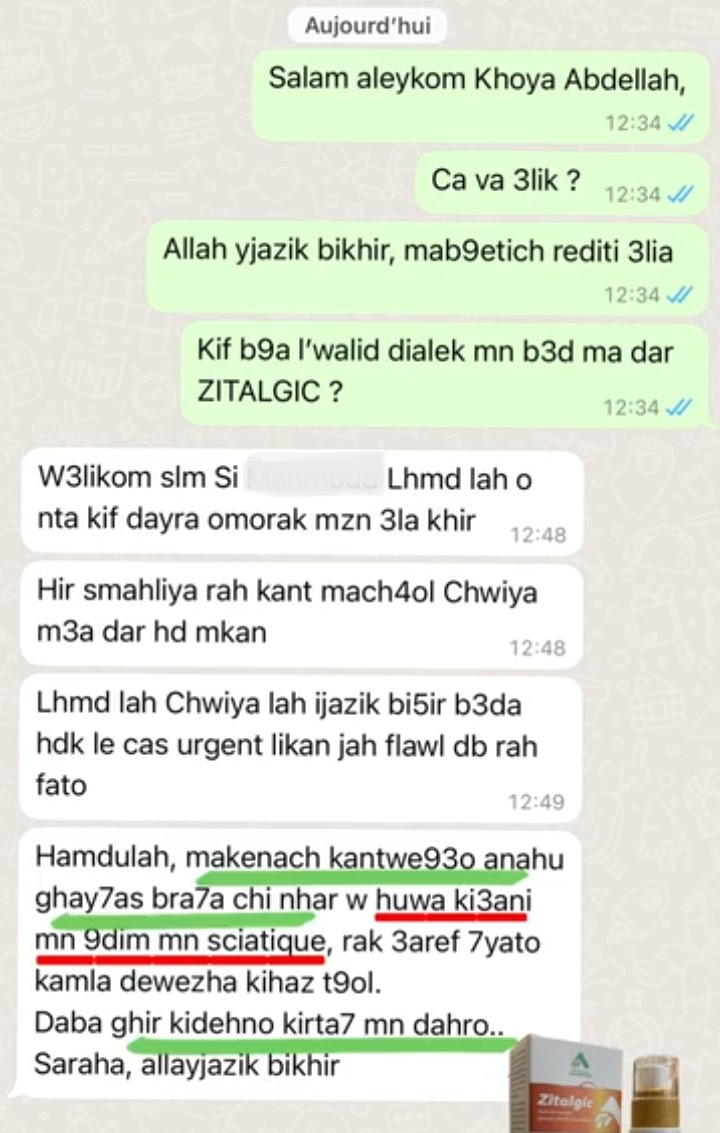 Aujourd'hui
Salam aleykom Khoya Abdellah,
12:34
Ca va 3lik ? 12:34
Allah yjazik bikhir, mab9etich rediti 3lia
12:34
Kif b9a l'walid dialek mn b3d ma dar
ZITALGIC ?
12:34
W3likom slm Si Lhmd lah o
nta kif dayra omorak mzn 3la khir 12:48
Hir smahliya rah kant mach4ol Chwiya
m3a dar hd mkan
12:48
Lhmd lah Chwiya lah ijazik bi5ir b3da
hdk le cas urgent likan jah flawl db rah
fato
12:49
Hamdulah, makenach kantwe93o anahu
ghay7as bra7a chi nhar w huwa ki3ani
mn 9dim mn sciatique, rak 3aref 7yato
kamla dewezha kihaz t9ol.
Daba ghir kidehno kirta7 mn dahro..
Saraha, allayjazik bikhir
Zitalgic